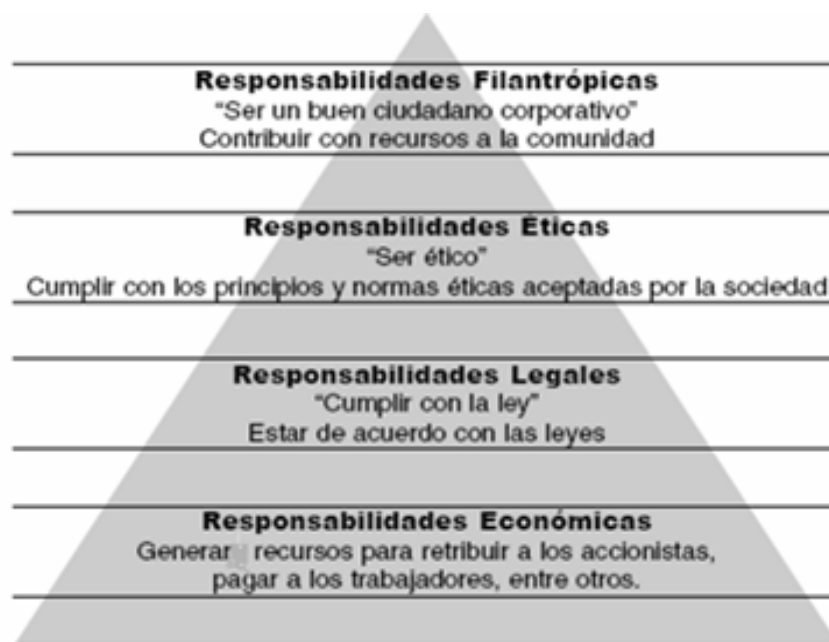 Responsabilidades Filantrópicas
“Ser un buen ciudadano corporativo”
Contribuir con recursos a la comunidad
Responsabilidades Éticas
“Ser ético”
Cumplir con los principios y normas éticas aceptadas por la sociedad
Responsabilidades Legales
“Cumplir con la ley”
Estar de acuerdo con las leyes
Responsabilidades Económicas
Generar recursos para retribuir a los accionistas,
pagar a los trabajadores, entre otros.